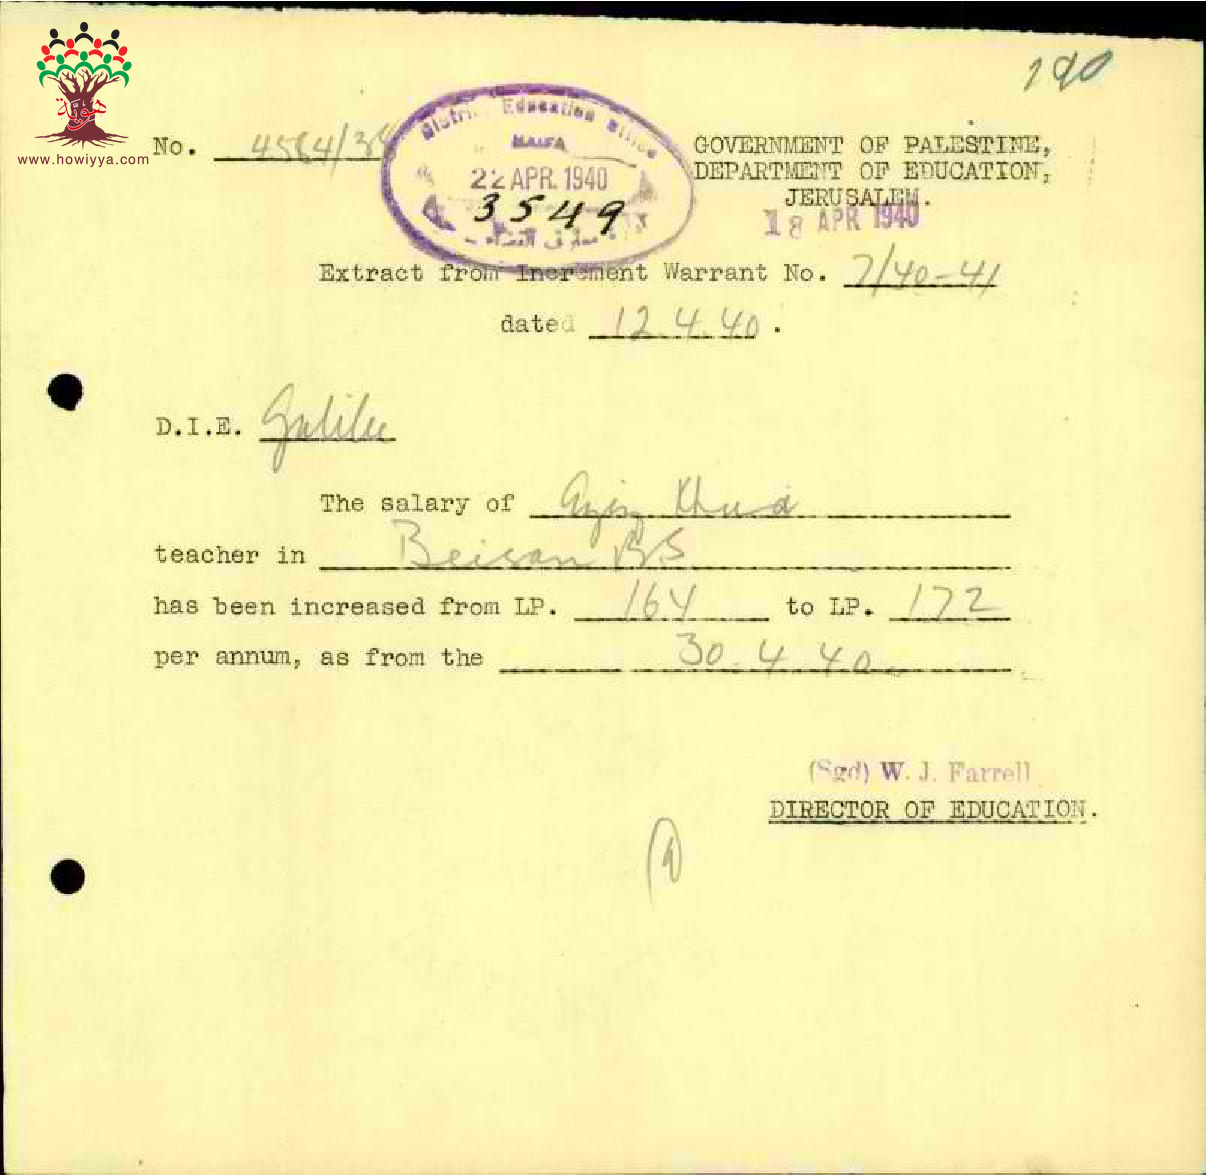 190
www.howiyya.com
No. 4584/38
District Education Office
HAIFA
22 APR. 1940
3549
GOVERNMENT OF PALESTINE,
DEPARTMENT OF EDUCATION,
JERUSALEM.
18 APR 1940
Extract from Increment Warrant No. 7/40-41
dated 12.4.40.
D.I.E. Galilee
The salary of
teacher in Beisan BS
has been increased from LP. 164 to LP. 172
per annum, as from the 30.4.40.
(Sgd) W. J. Farrell
DIRECTOR OF EDUCATION.